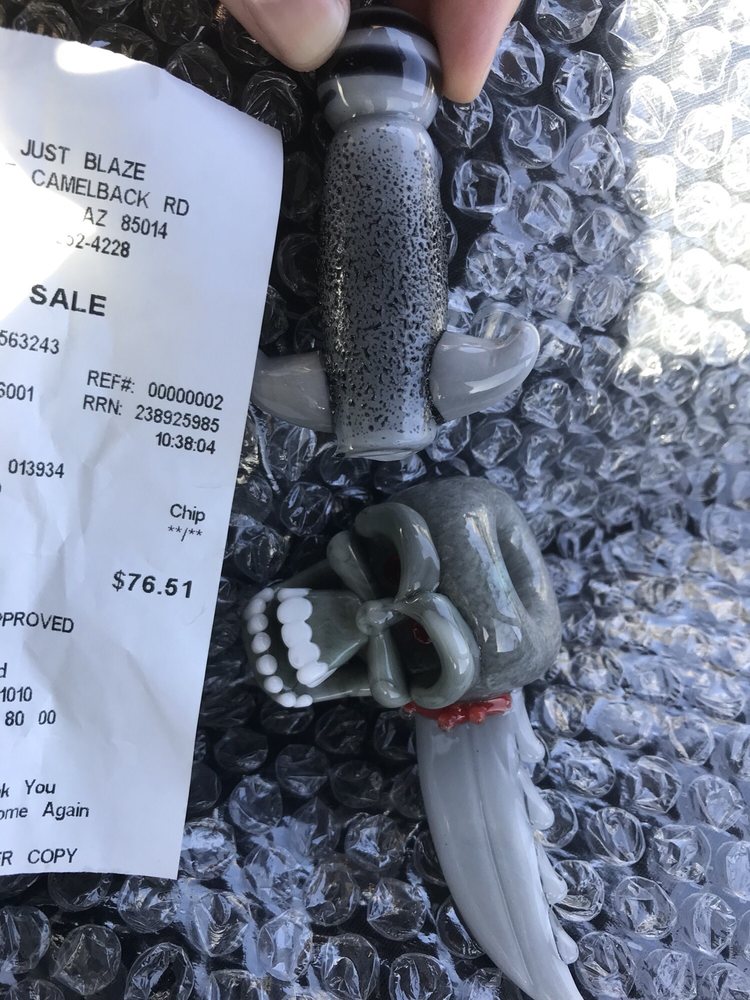 JUST BLAZE
CAMELBACK RD
AZ 85014
52-4228
SALE
563243
REF#: 00000002
6001
RRN: 238925985
10:38:04
013934
Chip
**/**
$76.51
PPROVED
d
1010
80 00
k You
ome Again
R COPY